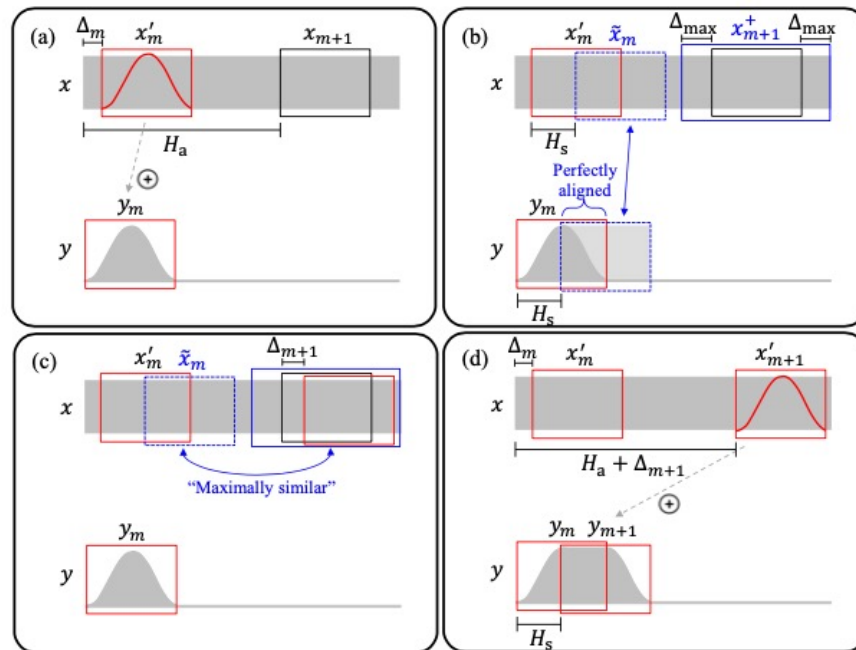 (a)
Δₘ x′ₘ xₘ₊₁
x
Hₐ
yₘ
y
(b)
x′ₘ x̃ₘ Δₘₐₓ x⁺ₘ₊₁ Δₘₐₓ
x
Hₛ
Perfectly
aligned
yₘ
y
Hₛ
(c)
x′ₘ x̃ₘ Δₘ₊₁
x
“Maximally similar”
yₘ
y
(d)
Δₘ x′ₘ x′ₘ₊₁
x
Hₐ + Δₘ₊₁
yₘ yₘ₊₁
y
Hₛ